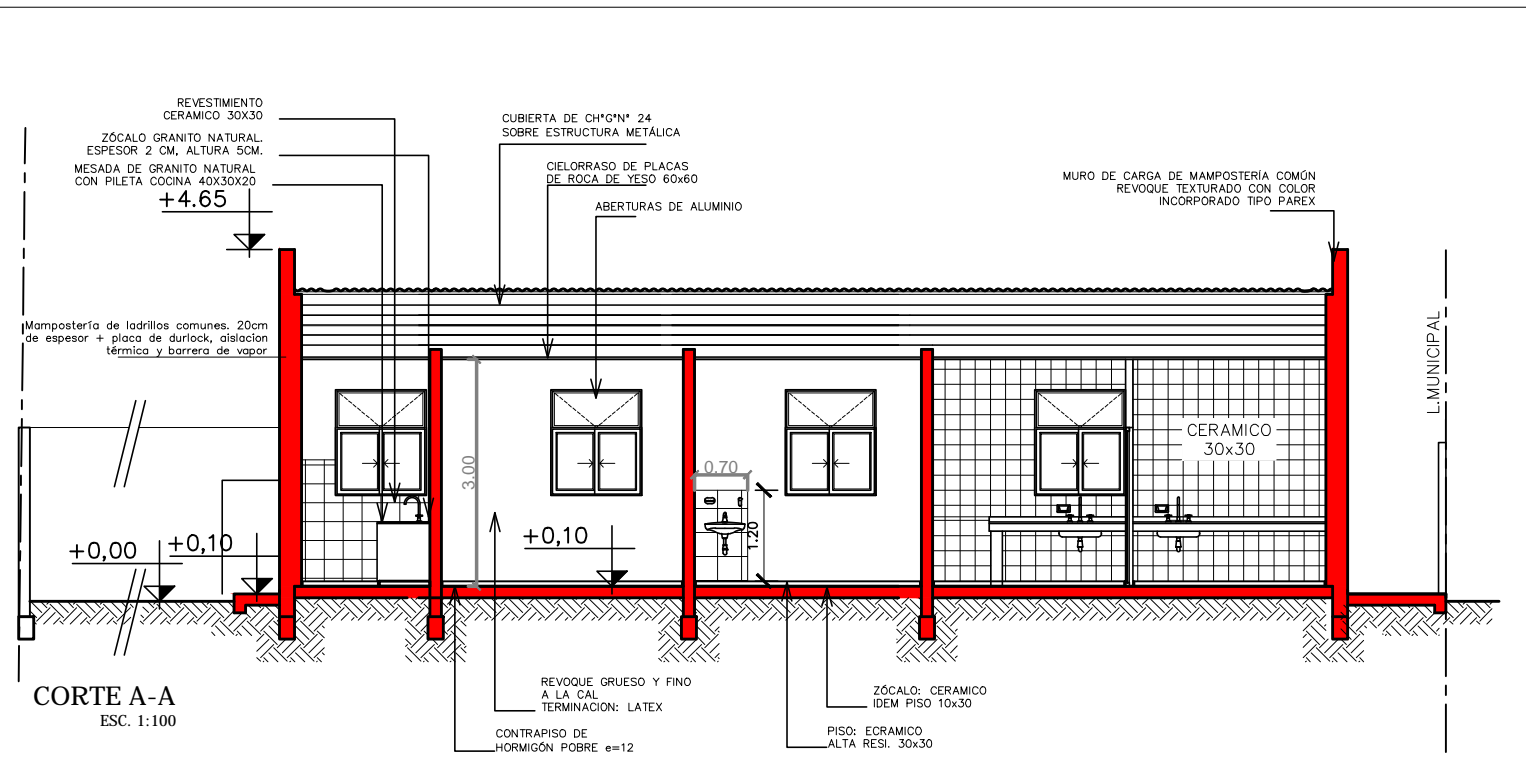 REVESTIMIENTO
CERAMICO 30X30
ZÓCALO GRANITO NATURAL.
ESPESOR 2 CM, ALTURA 5CM.
MESADA DE GRANITO NATURAL
CON PILETA COCINA 40X30X20
+4.65
CUBIERTA DE CH°G°N° 24
SOBRE ESTRUCTURA METÁLICA
CIELORRASO DE PLACAS
DE ROCA DE YESO 60x60
ABERTURAS DE ALUMINIO
MURO DE CARGA DE MAMPOSTERÍA COMÚN
REVOQUE TEXTURADO CON COLOR
INCORPORADO TIPO PAREX
Mampostería de ladrillos comunes. 20cm
de espesor + placa de durlock, aislacion
térmica y barrera de vapor
L.MUNICIPAL
CERAMICO
30x30
3.00
0.70
1.20
+0,00
+0,10
+0,10
CORTE A-A
ESC. 1:100
REVOQUE GRUESO Y FINO
A LA CAL
TERMINACION: LATEX
CONTRAPISO DE
HORMIGÓN POBRE e=12
ZÓCALO: CERAMICO
IDEM PISO 10x30
PISO: ECRAMICO
ALTA RESI. 30x30